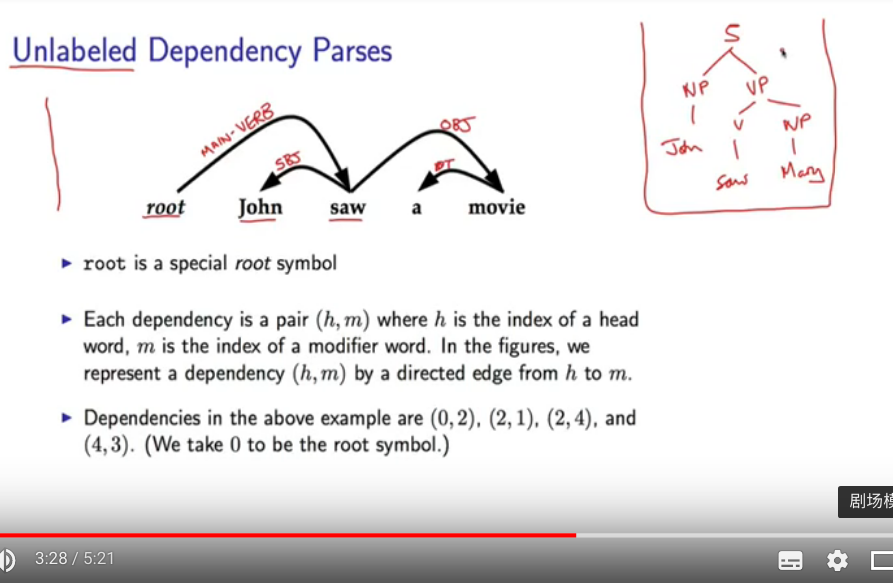 Unlabeled Dependency Parses
S
NP VP
John V NP
saw Mary
MAIN-VERB SBJ OBJ DT
root John saw a movie
▶ root is a special root symbol
▶ Each dependency is a pair (h, m) where h is the index of a head
word, m is the index of a modifier word. In the figures, we
represent a dependency (h, m) by a directed edge from h to m.
▶ Dependencies in the above example are (0, 2), (2, 1), (2, 4), and
(4, 3). (We take 0 to be the root symbol.)
剧场模
3:28 / 5:21